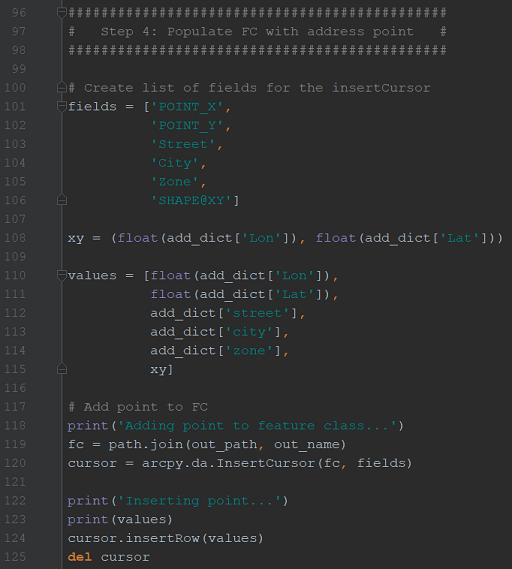 96 ##############################################
97 #   Step 4: Populate FC with address point   #
98 ##############################################
99
100 # Create list of fields for the insertCursor
101 fields = ['POINT_X',
102           'POINT_Y',
103           'Street',
104           'City',
105           'Zone',
106           'SHAPE@XY']
107
108 xy = (float(add_dict['Lon']), float(add_dict['Lat']))
109
110 values = [float(add_dict['Lon']),
111           float(add_dict['Lat']),
112           add_dict['street'],
113           add_dict['city'],
114           add_dict['zone'],
115           xy]
116
117 # Add point to FC
118 print('Adding point to feature class...')
119 fc = path.join(out_path, out_name)
120 cursor = arcpy.da.InsertCursor(fc, fields)
121
122 print('Inserting point...')
123 print(values)
124 cursor.insertRow(values)
125 del cursor